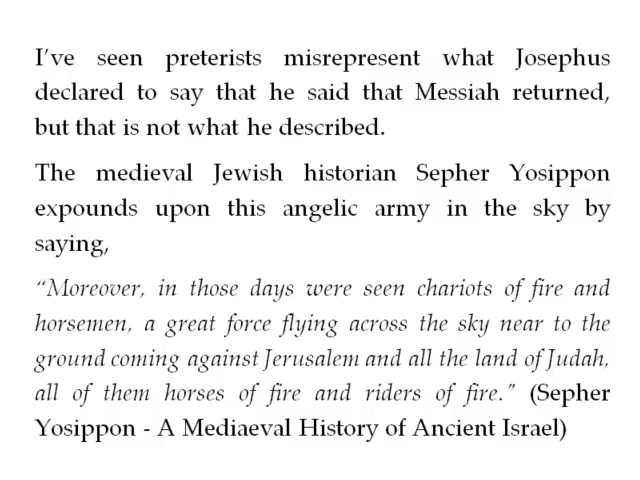 I've seen preterists misrepresent what Josephus
declared to say that he said that Messiah returned,
but that is not what he described.
The medieval Jewish historian Sepher Yosippon
expounds upon this angelic army in the sky by
saying,
“Moreover, in those days were seen chariots of fire and
horsemen, a great force flying across the sky near to the
ground coming against Jerusalem and all the land of Judah,
all of them horses of fire and riders of fire.” (Sepher
Yosippon - A Mediaeval History of Ancient Israel)